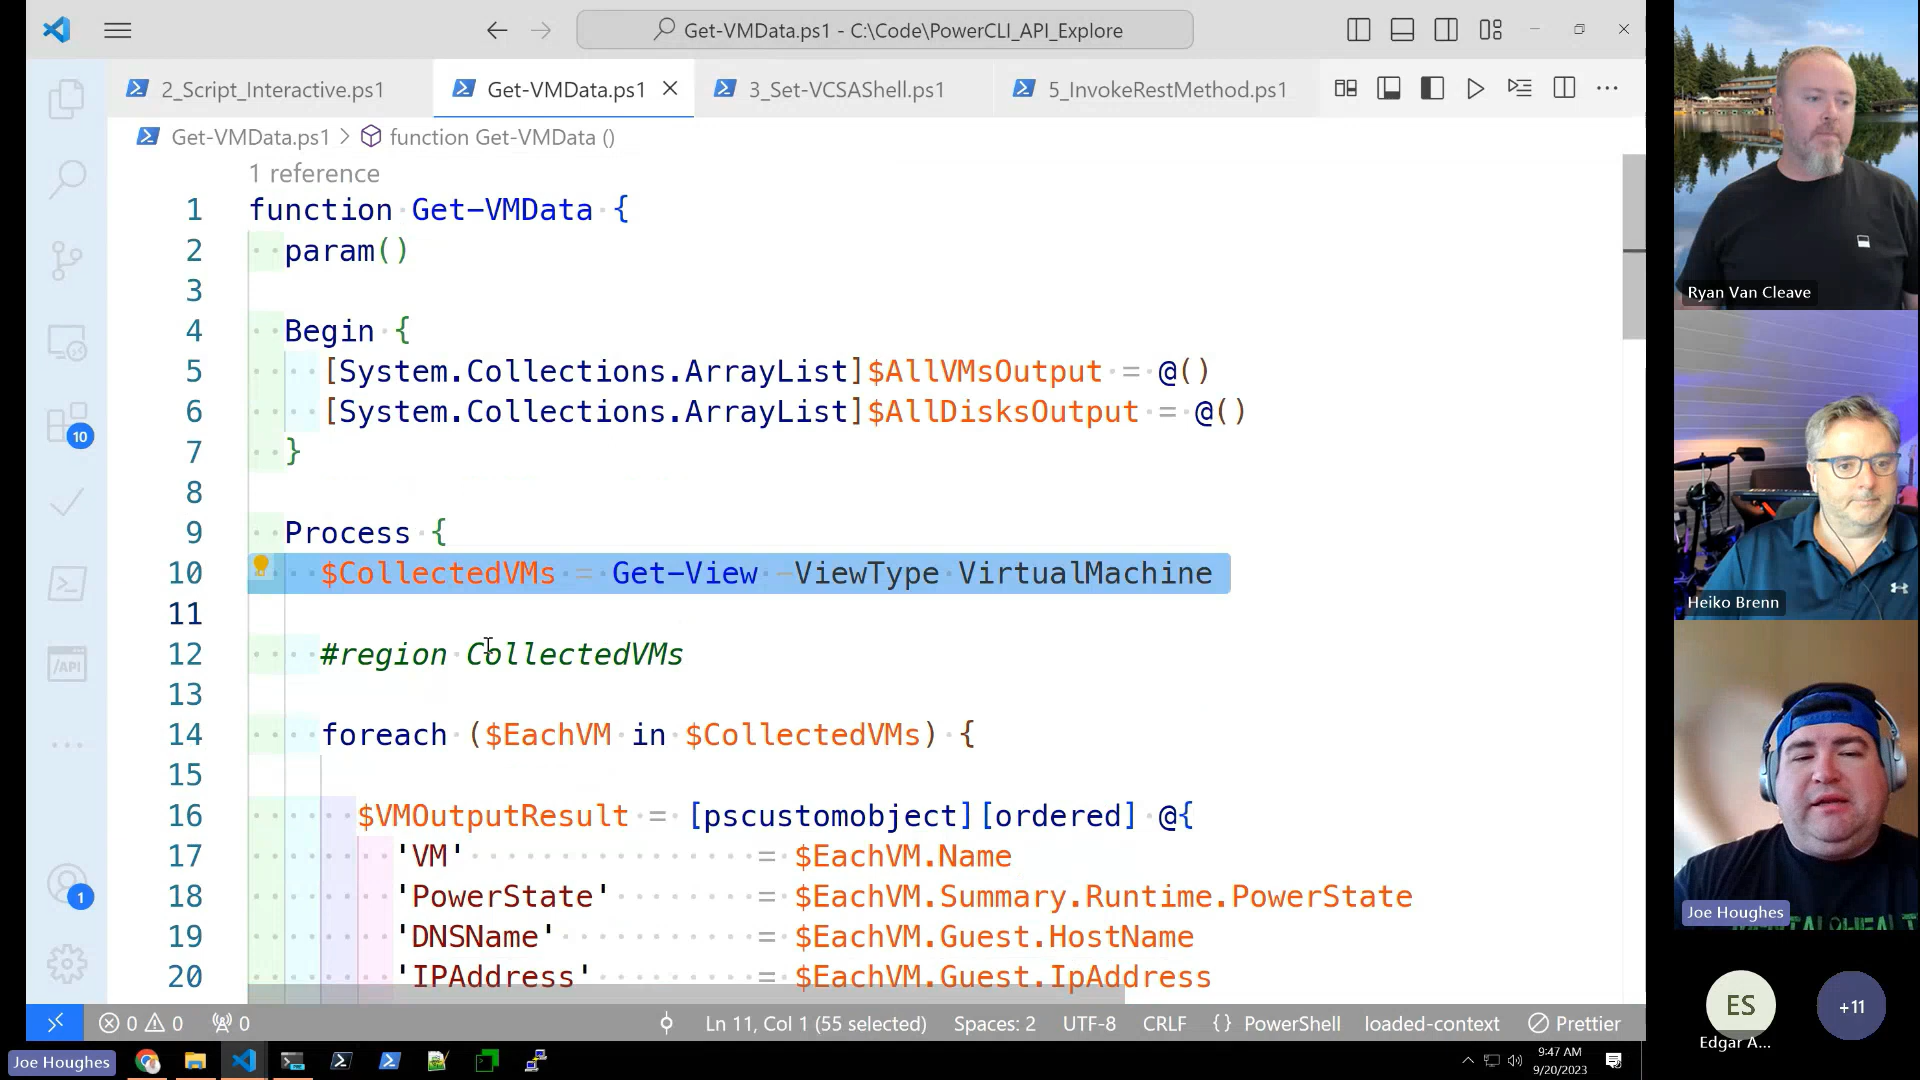 Get-VMData.ps1 - C:\Code\PowerCLI_API_Explore
2_Script_Interactive.ps1
Get-VMData.ps1
3_Set-VCSAShell.ps1
5_InvokeRestMethod.ps1
Get-VMData.ps1 > function Get-VMData ()
1 reference
1 function Get-VMData {
2 param()
3
4 Begin {
5 [System.Collections.ArrayList]$AllVMsOutput = @()
6 [System.Collections.ArrayList]$AllDisksOutput = @()
7 }
8
9 Process {
10 $CollectedVMs = Get-View -ViewType VirtualMachine
11
12 #region CollectedVMs
13
14 foreach ($EachVM in $CollectedVMs) {
15
16 $VMOutputResult = [pscustomobject][ordered] @{
17 'VM' = $EachVM.Name
18 'PowerState' = $EachVM.Summary.Runtime.PowerState
19 'DNSName' = $EachVM.Guest.HostName
20 'IPAddress' = $EachVM.Guest.IpAddress
10
/API
1
0 0 0
Ln 11, Col 1 (55 selected)
Spaces: 2
UTF-8
CRLF
{} PowerShell
loaded-context
Prettier
Joe Houghes
9:47 AM
9/20/2023
Ryan Van Cleave
Heiko Brenn
Joe Houghes
ES
Edgar A...
+11